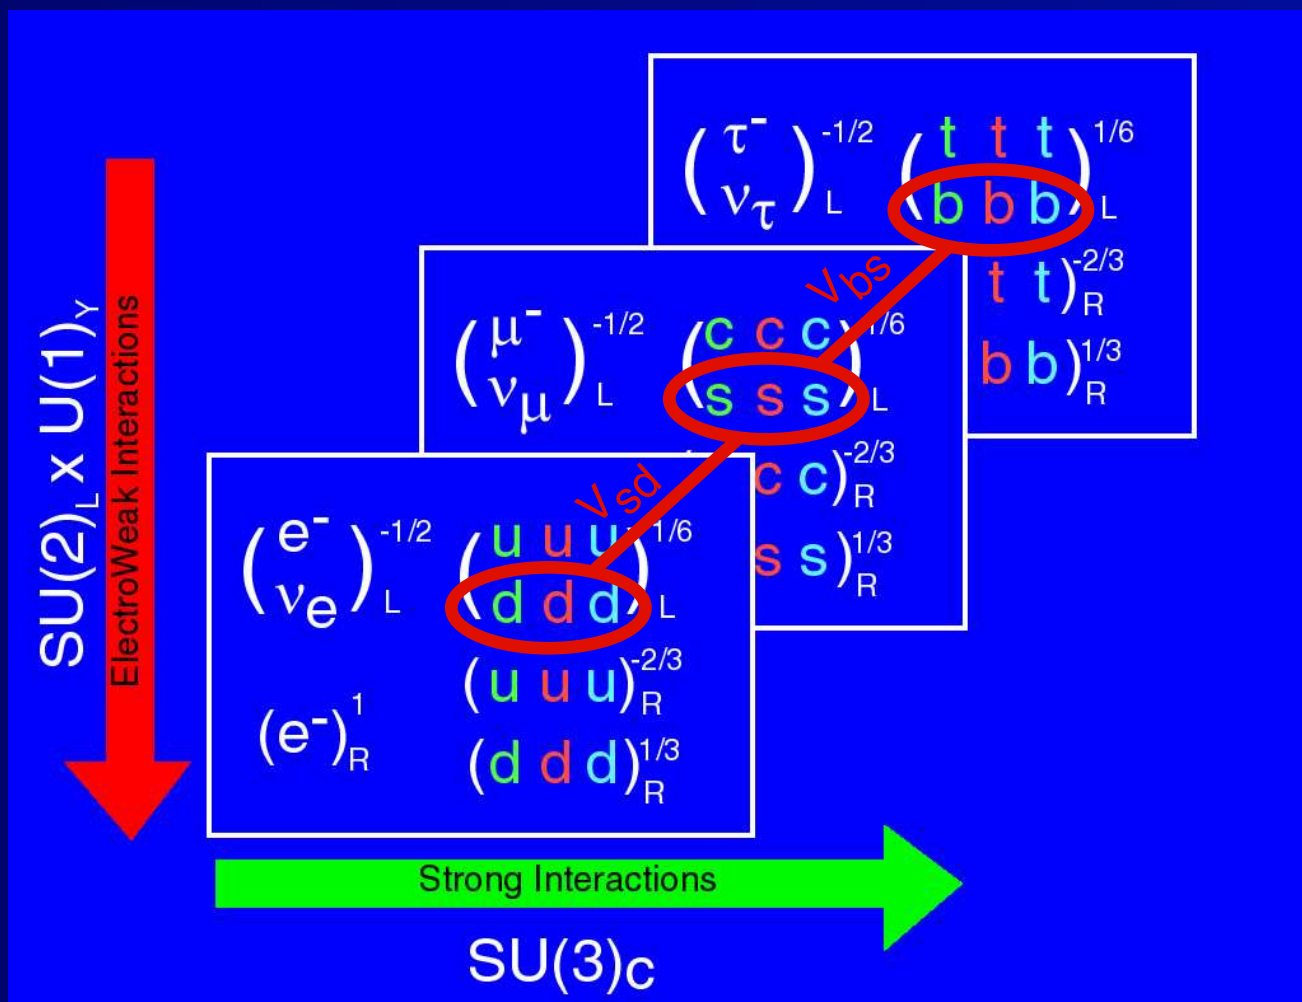 SU(2)L x U(1)Y
ElectroWeak Interactions
τ- ντ L -1/2
t t t
b b b L 1/6
t t R -2/3
b b R 1/3
Vbs
μ- νμ L -1/2
c c c
s s s L 1/6
c c R -2/3
s s R 1/3
Vsd
e- νe L -1/2
u u u
d d d L 1/6
(u u u) R -2/3
(e-) R 1
(d d d) R 1/3
Strong Interactions
SU(3)C